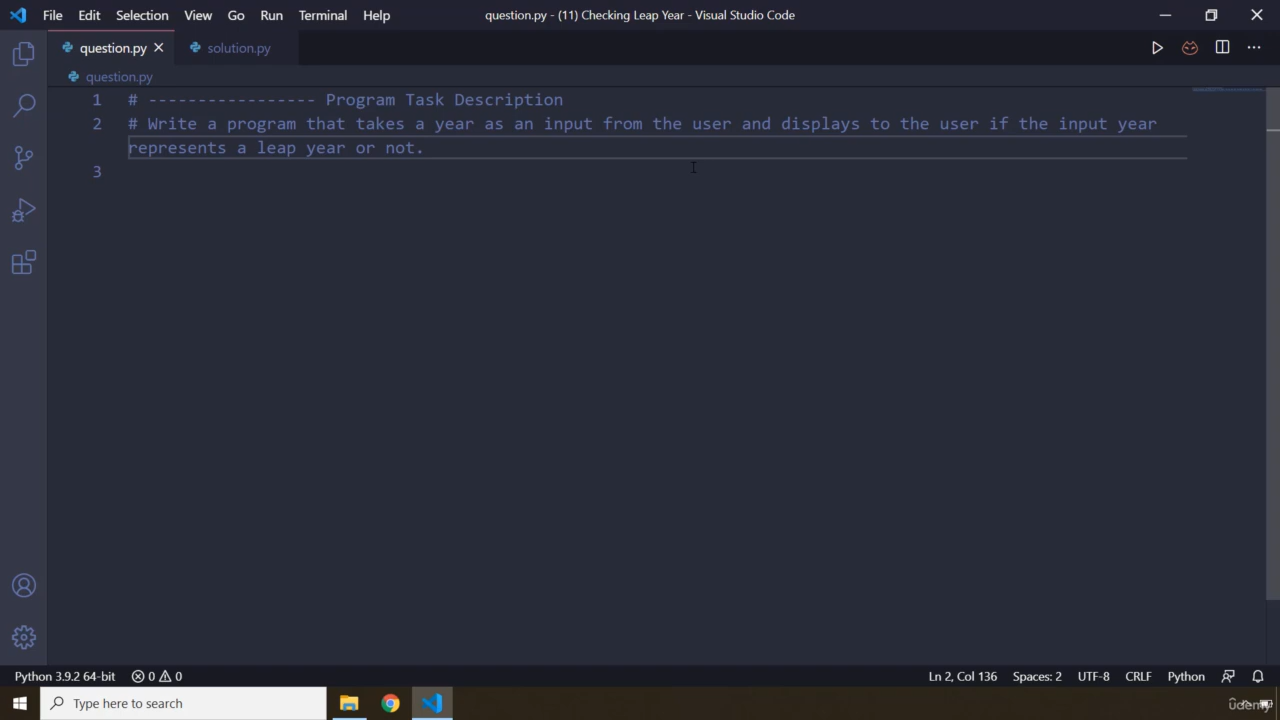 File Edit Selection View Go Run Terminal Help question.py - (11) Checking Leap Year - Visual Studio Code
question.py solution.py
question.py
1 # ----------------- Program Task Description
2 # Write a program that takes a year as an input from the user and displays to the user if the input year
represents a leap year or not.
3
Python 3.9.2 64-bit 0 0 Ln 2, Col 136 Spaces: 2 UTF-8 CRLF Python
Type here to search
udemy